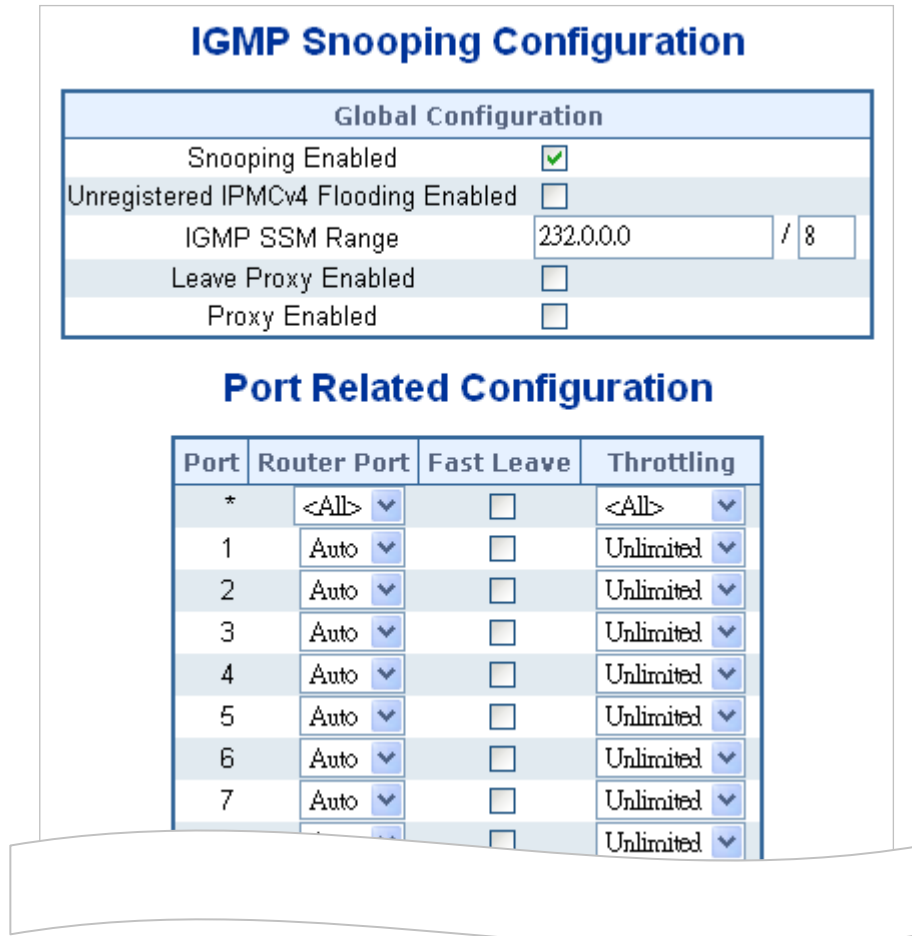 IGMP Snooping Configuration
Global Configuration
Snooping Enabled
Unregistered IPMCv4 Flooding Enabled
IGMP SSM Range 232.0.0.0 / 8
Leave Proxy Enabled
Proxy Enabled
Port Related Configuration
Port Router Port Fast Leave Throttling
* <All> <All>
1 Auto Unlimited
2 Auto Unlimited
3 Auto Unlimited
4 Auto Unlimited
5 Auto Unlimited
6 Auto Unlimited
7 Auto Unlimited
Unlimited